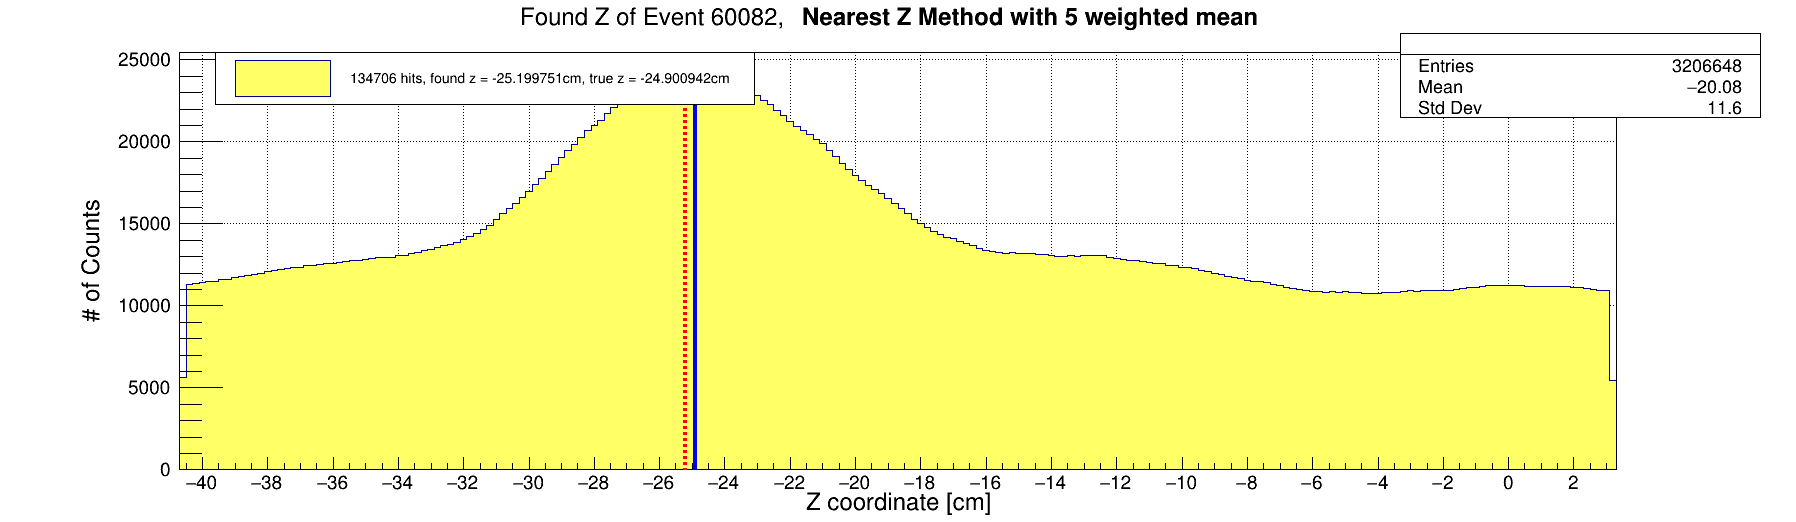 Found Z of Event 60082, Nearest Z Method with 5 weighted mean
134706 hits, found z = -25.199751cm, true z = -24.900942cm
Entries 3206648
Mean −20.08
Std Dev 11.6
25000
20000
15000
10000
5000
0
# of Counts
−40 −38 −36 −34 −32 −30 −28 −26 −24 −22 −20 −18 −16 −14 −12 −10 −8 −6 −4 −2 0 2
Z coordinate [cm]